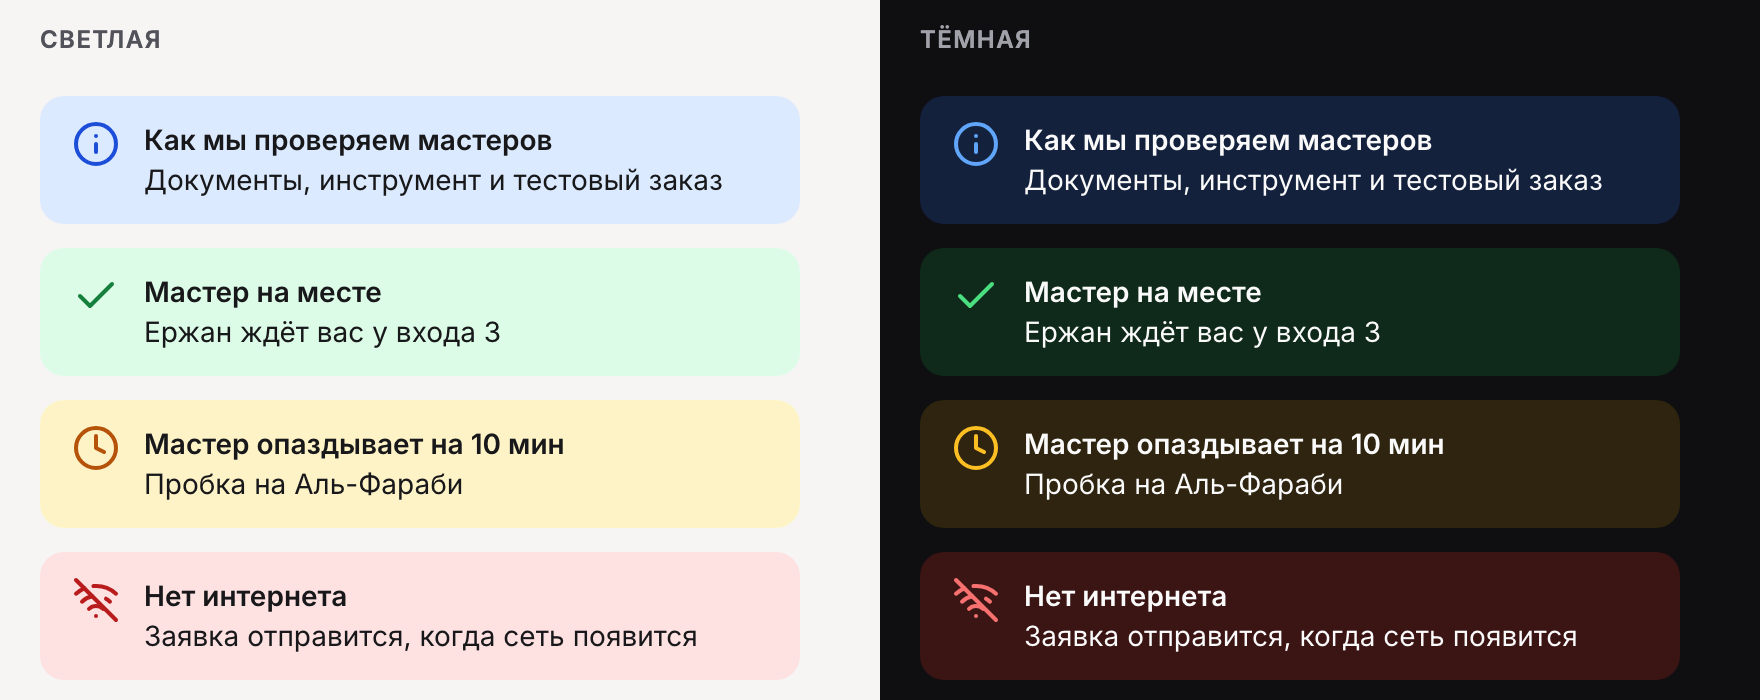 СВЕТЛАЯ
Как мы проверяем мастеров
Документы, инструмент и тестовый заказ
Мастер на месте
Ержан ждёт вас у входа 3
Мастер опаздывает на 10 мин
Пробка на Аль-Фараби
Нет интернета
Заявка отправится, когда сеть появится
ТЁМНАЯ
Как мы проверяем мастеров
Документы, инструмент и тестовый заказ
Мастер на месте
Ержан ждёт вас у входа 3
Мастер опаздывает на 10 мин
Пробка на Аль-Фараби
Нет интернета
Заявка отправится, когда сеть появится